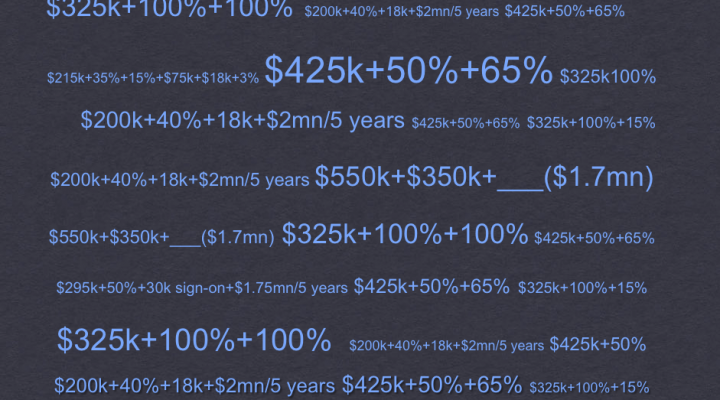 $325k+100%+100% $200k+40%+18k+$2mn/5 years $425k+50%+65%
$215k+35%+15%+$75k+$18k+3% $425k+50%+65% $325k100%
$200k+40%+18k+$2mn/5 years $425k+50%+65% $325k+100%+15%
$200k+40%+18k+$2mn/5 years $550k+$350k+___($1.7mn)
$550k+$350k+___($1.7mn) $325k+100%+100% $425k+50%+65%
$295k+50%+30k sign-on+$1.75mn/5 years $425k+50%+65% $325k+100%+15%
$325k+100%+100% $200k+40%+18k+$2mn/5 years $425k+50%
$200k+40%+18k+$2mn/5 years $425k+50%+65% $325k+100%+15%